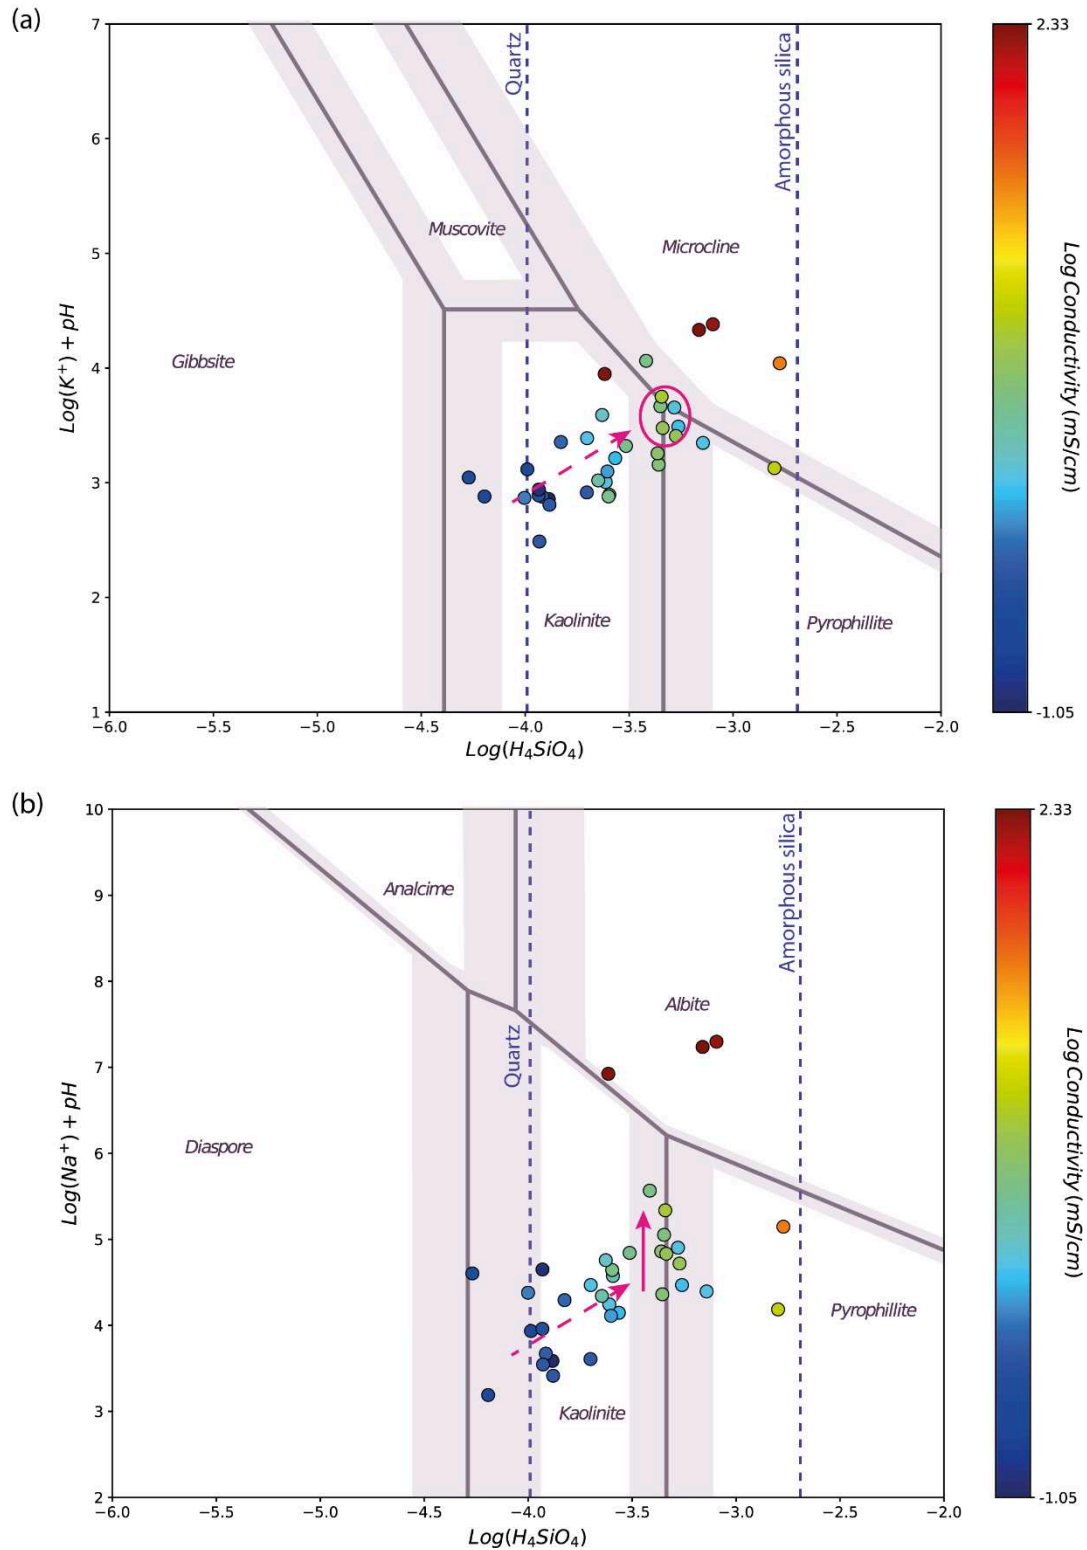 (a)
7
6
5
4
3
2
1
Log(K⁺) + pH
Quartz
Amorphous silica
Muscovite
Microcline
Gibbsite
Kaolinite
Pyrophillite
−6.0 −5.5 −5.0 −4.5 −4.0 −3.5 −3.0 −2.5 −2.0
Log(H₄SiO₄)
2.33
Log Conductivity (mS/cm)
-1.05
(b)
10
9
8
7
6
5
4
3
2
Log(Na⁺) + pH
Analcime
Amorphous silica
Albite
Quartz
Diaspore
Pyrophillite
Kaolinite
−6.0 −5.5 −5.0 −4.5 −4.0 −3.5 −3.0 −2.5 −2.0
Log(H₄SiO₄)
2.33
Log Conductivity (mS/cm)
-1.05